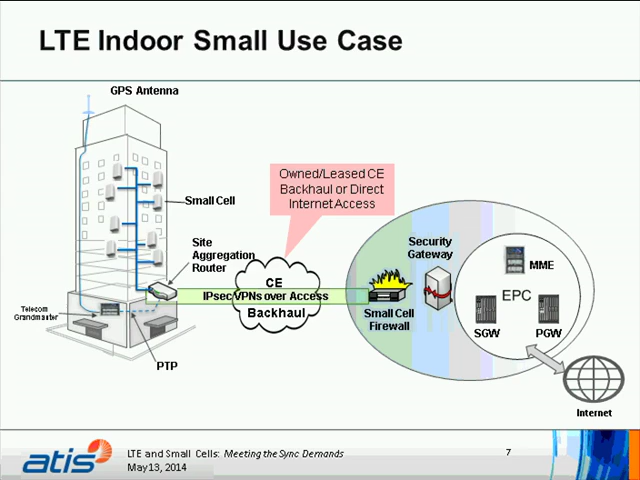 LTE Indoor Small Use Case
GPS Antenna
Owned/Leased CE
Backhaul or Direct
Internet Access
Small Cell
Site
Aggregation
Router
Security
Gateway
MME
CE
EPC
IPsec VPNs over Access
Backhaul
Small Cell
Firewall
SGW
PGW
Telecom
Grandmaster
PTP
Internet
atis
LTE and Small Cells: Meeting the Sync Demands
May13, 2014
7